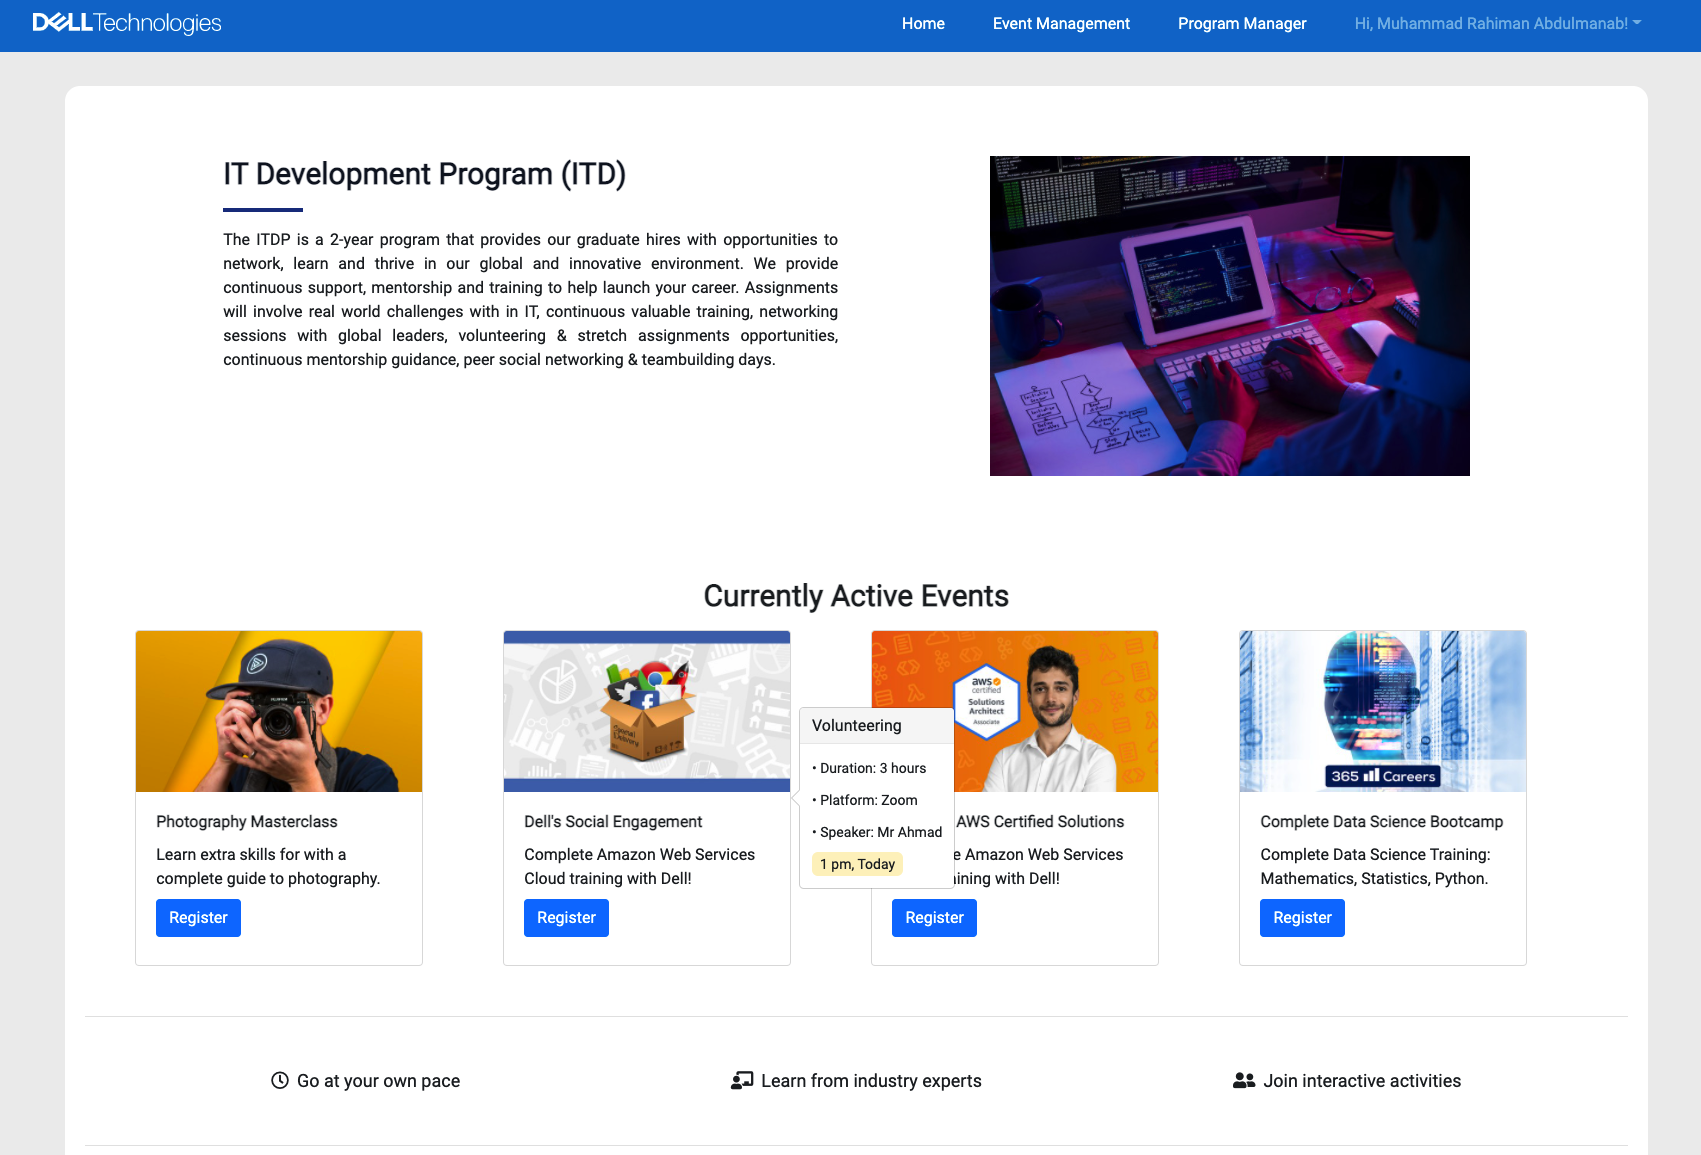 DELLTechnologies
Home
Event Management
Program Manager
Hi, Muhammad Rahiman Abdulmanab!
IT Development Program (ITD)
The ITDP is a 2-year program that provides our graduate hires with opportunities to
network, learn and thrive in our global and innovative environment. We provide
continuous support, mentorship and training to help launch your career. Assignments
will involve real world challenges with in IT, continuous valuable training, networking
sessions with global leaders, volunteering & stretch assignments opportunities,
continuous mentorship guidance, peer social networking & teambuilding days.
Currently Active Events
Photography Masterclass
Learn extra skills for with a
complete guide to photography.
Register
Social
Delivery
Dell's Social Engagement
Complete Amazon Web Services
Cloud training with Dell!
Register
Volunteering
• Duration: 3 hours
• Platform: Zoom
• Speaker: Mr Ahmad
1 pm, Today
aws
certified
Solutions
Architect
Associate
AWS Certified Solutions
e Amazon Web Services
ining with Dell!
Register
365 Careers
Complete Data Science Bootcamp
Complete Data Science Training:
Mathematics, Statistics, Python.
Register
Go at your own pace
Learn from industry experts
Join interactive activities